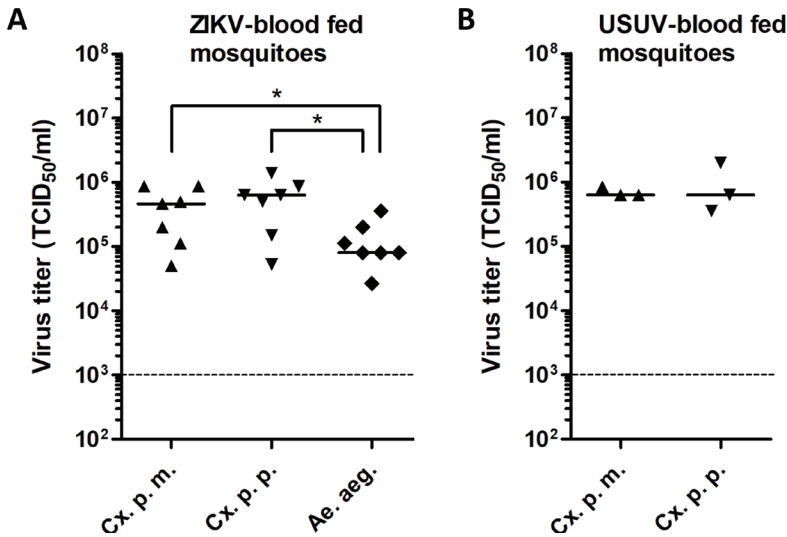 A
ZIKV-blood fed
mosquitoes
Virus titer (TCID50/ml)
10^8
10^7
10^6
10^5
10^4
10^3
10^2
*
*
Cx. p. m.
Cx. p. p.
Ae. aeg.
B
USUV-blood fed
mosquitoes
Virus titer (TCID50/ml)
10^8
10^7
10^6
10^5
10^4
10^3
10^2
Cx. p. m.
Cx. p. p.